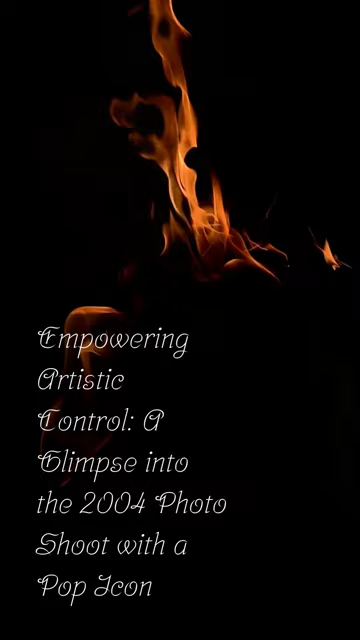 Empowering
Artistic
Control: A
Glimpse into
the 2004 Photo
Shoot with a
Pop Icon